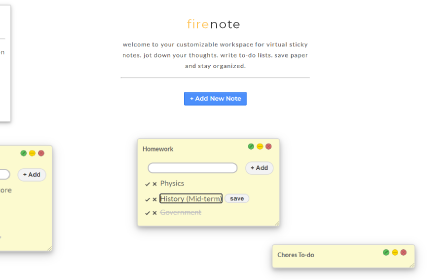 firenote
welcome to your customizable workspace for virtual sticky
notes. jot down your thoughts. write to-do lists. save paper
and stay organized.
+ Add New Note
Homework
+ Add
Physics
History (Mid-term) save
Government
+ Add
ore
n
Chores To-do